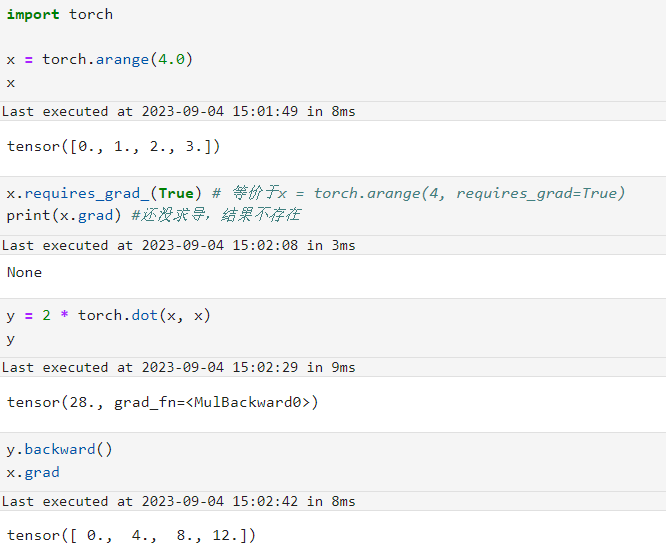 import torch
x = torch.arange(4.0)
x
Last executed at 2023-09-04 15:01:49 in 8ms
tensor([0., 1., 2., 3.])
x.requires_grad_(True) # 等价于x = torch.arange(4, requires_grad=True)
print(x.grad) #还没求导，结果不存在
Last executed at 2023-09-04 15:02:08 in 3ms
None
y = 2 * torch.dot(x, x)
y
Last executed at 2023-09-04 15:02:29 in 9ms
tensor(28., grad_fn=<MulBackward0>)
y.backward()
x.grad
Last executed at 2023-09-04 15:02:42 in 8ms
tensor([ 0.,  4.,  8., 12.])